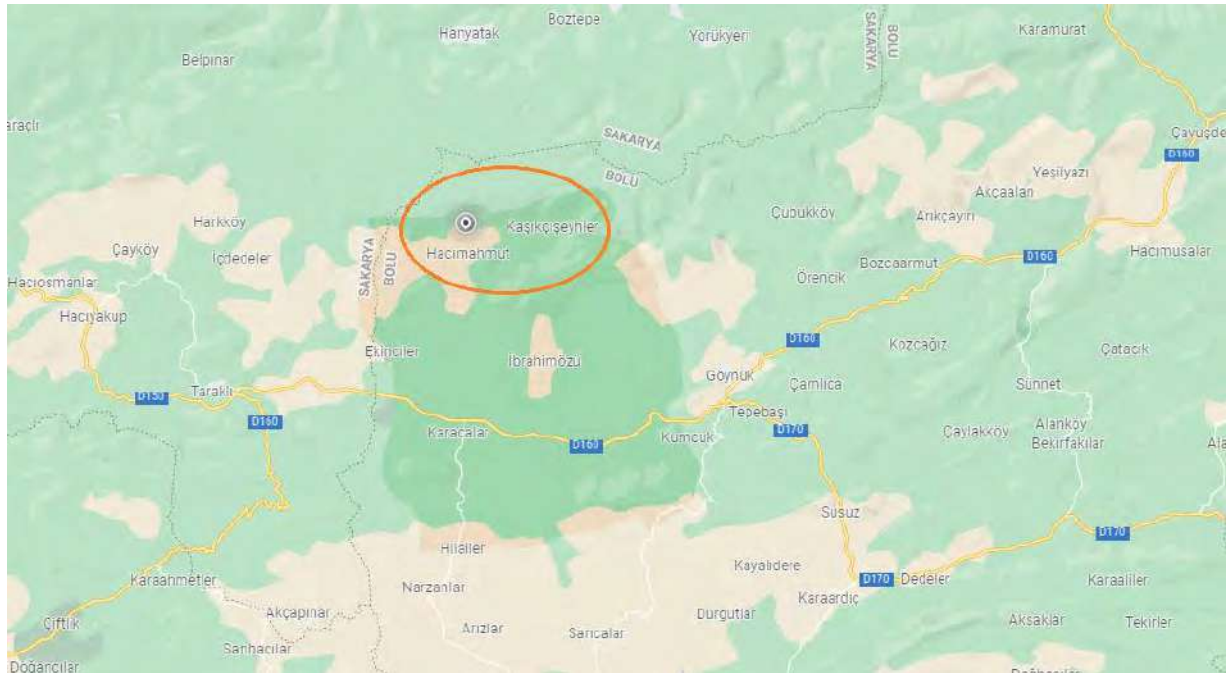 Boztepe
Hanyatak
Yörükyeri
SAKARYA
BOLU
Karamurat
Belpınar
SAKARYA
BOLU
Yeşilyazı
Akçaalan
D160
Harkköy
Kaşıkçışeyhler
Çubukköy
Arıkçayırı
Çayköy
İçdedeler
Hacımahmut
Hacımusalar
SAKARYA
BOLU
Bozcaarmut
D160
Hacıosmanlar
Örencik
Hacıyakup
D160
Kozcağız
Ekinciler
İbrahimözü
Çatacık
Göynük
Çamlıca
Sünnet
Taraklı
D160
Tepebaşı
Karacalar
Kumcuk
D170
Çaylakköy
Alanköy
Bekirfakılar
D160
Susuz
D170
Hilaller
Kayalıdere
Karaahmetler
Narzanlar
D170
Dedeler
Karaaliler
Karaardıç
Akçapınar
Durgutlar
Çiftlik
Arızlar
Sarıcalar
Aksaklar
Tekirler
Doğancılar